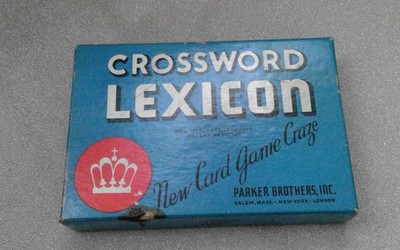 CROSSWORD
LEXICON
New Card Game Craze
PARKER BROTHERS, INC.
SALEM, MASS. • NEW YORK • LONDON